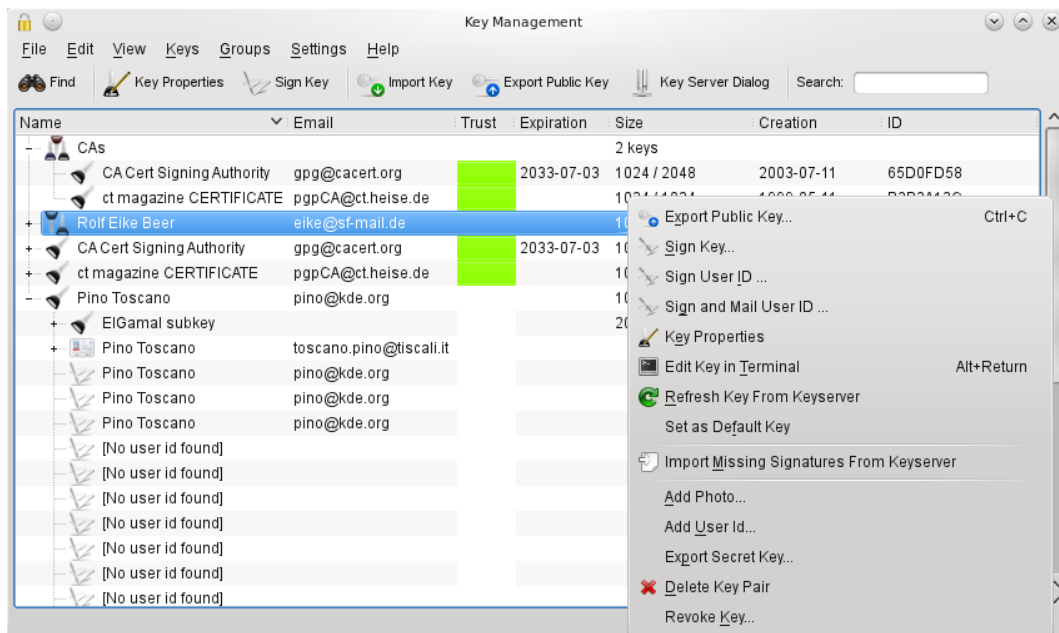 Key Management
File Edit View Keys Groups Settings Help
Find Key Properties Sign Key Import Key Export Public Key Key Server Dialog Search:
Name Email Trust Expiration Size Creation ID
CAs 2 keys
CA Cert Signing Authority gpg@cacert.org 2033-07-03 1024 / 2048 2003-07-11 65D0FD58
ct magazine CERTIFICATE pgpCA@ct.heise.de
Rolf Eike Beer eike@sf-mail.de
CA Cert Signing Authority gpg@cacert.org 2033-07-03
ct magazine CERTIFICATE pgpCA@ct.heise.de
Pino Toscano pino@kde.org
ElGamal subkey
Pino Toscano toscano.pino@tiscali.it
Pino Toscano pino@kde.org
Pino Toscano pino@kde.org
Pino Toscano pino@kde.org
[No user id found]
[No user id found]
[No user id found]
[No user id found]
[No user id found]
[No user id found]
[No user id found]
Export Public Key... Ctrl+C
Sign Key...
Sign User ID ...
Sign and Mail User ID ...
Key Properties
Edit Key in Terminal Alt+Return
Refresh Key From Keyserver
Set as Default Key
Import Missing Signatures From Keyserver
Add Photo...
Add User Id...
Export Secret Key...
Delete Key Pair
Revoke Key...